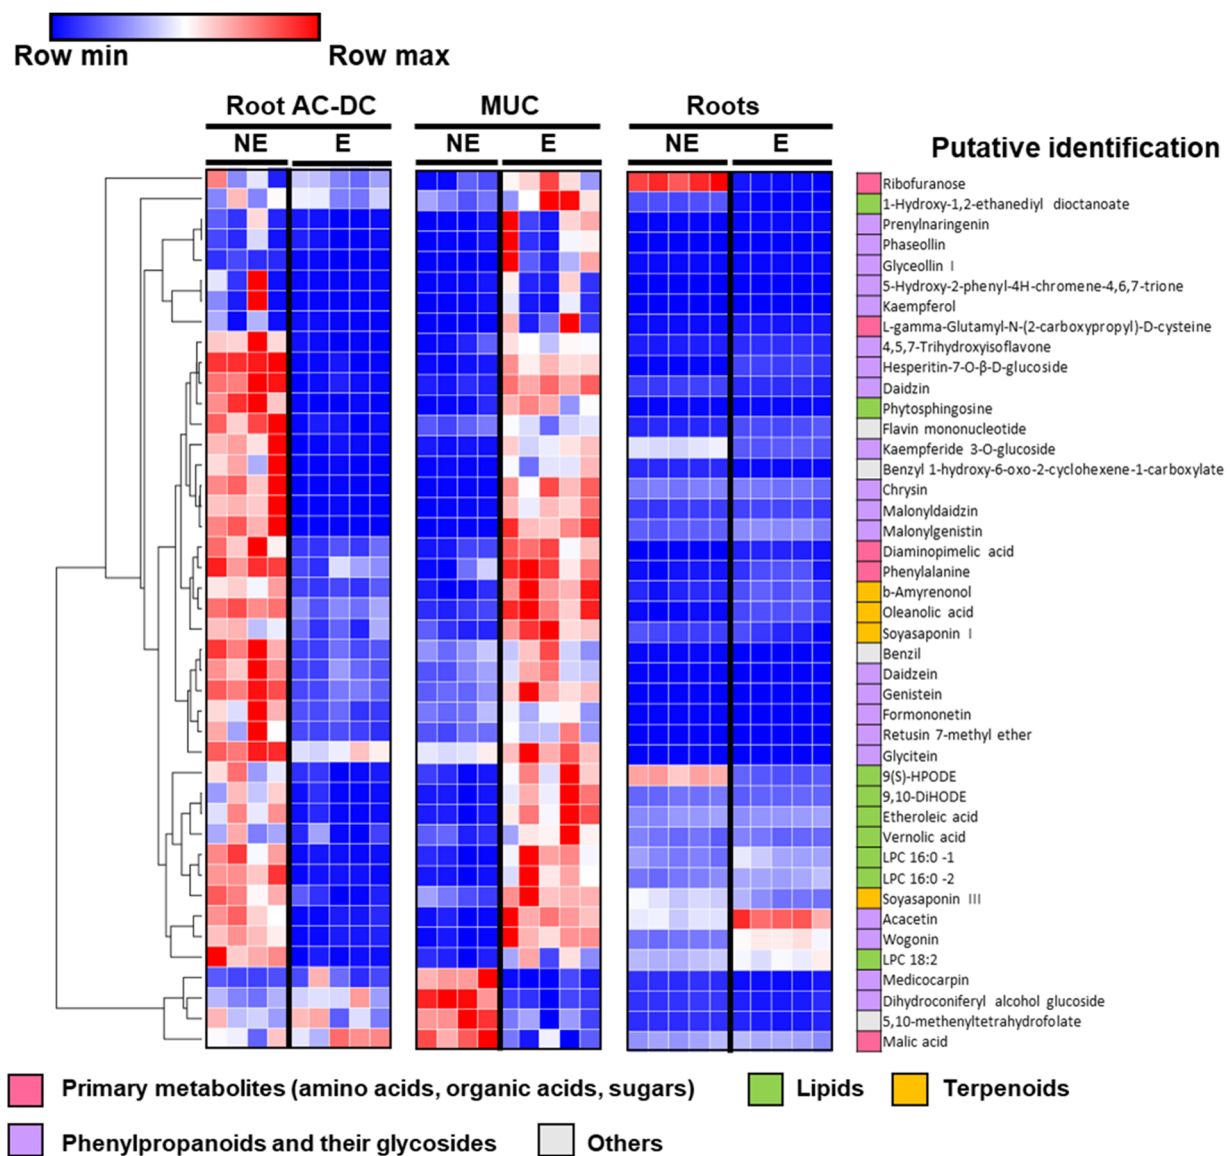 Row min Row max
Root AC-DC MUC Roots
NE E NE E NE E
Putative identification
Ribofuranose
1-Hydroxy-1,2-ethanediyl dioctanoate
Prenylnaringenin
Phaseollin
Glyceollin I
5-Hydroxy-2-phenyl-4H-chromene-4,6,7-trione
Kaempferol
L-gamma-Glutamyl-N-(2-carboxypropyl)-D-cysteine
4,5,7-Trihydroxyisoflavone
Hesperitin-7-O-β-D-glucoside
Daidzin
Phytosphingosine
Flavin mononucleotide
Kaempferide 3-O-glucoside
Benzyl 1-hydroxy-6-oxo-2-cyclohexene-1-carboxylate
Chrysin
Malonyldaidzin
Malonylgenistin
Diaminopimelic acid
Phenylalanine
b-Amyrenonol
Oleanolic acid
Soyasaponin I
Benzil
Daidzein
Genistein
Formononetin
Retusin 7-methyl ether
Glycitein
9(S)-HPODE
9,10-DiHODE
Etheroleic acid
Vernolic acid
LPC 16:0 -1
LPC 16:0 -2
Soyasaponin III
Acacetin
Wogonin
LPC 18:2
Medicocarpin
Dihydroconiferyl alcohol glucoside
5,10-methenyltetrahydrofolate
Malic acid
Primary metabolites (amino acids, organic acids, sugars) Lipids Terpenoids
Phenylpropanoids and their glycosides Others